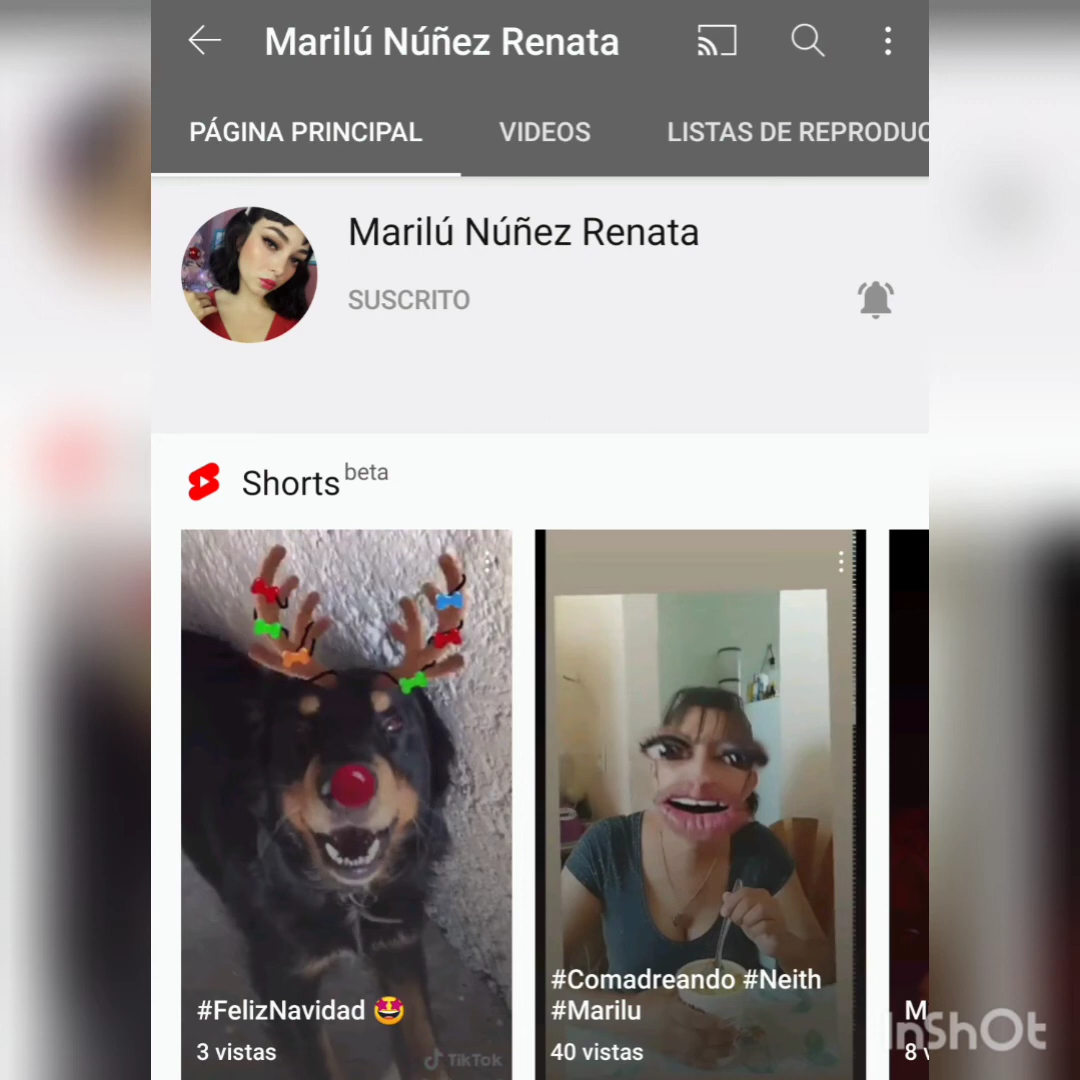 Marilú Núñez Renata
PÁGINA PRINCIPAL VIDEOS LISTAS DE REPRODUC
Marilú Núñez Renata
SUSCRITO
Shorts beta
#FelizNavidad 🤩
3 vistas
TikTok
#Comadreando #Neith
#Marilu
40 vistas
M
8 v
InShOt